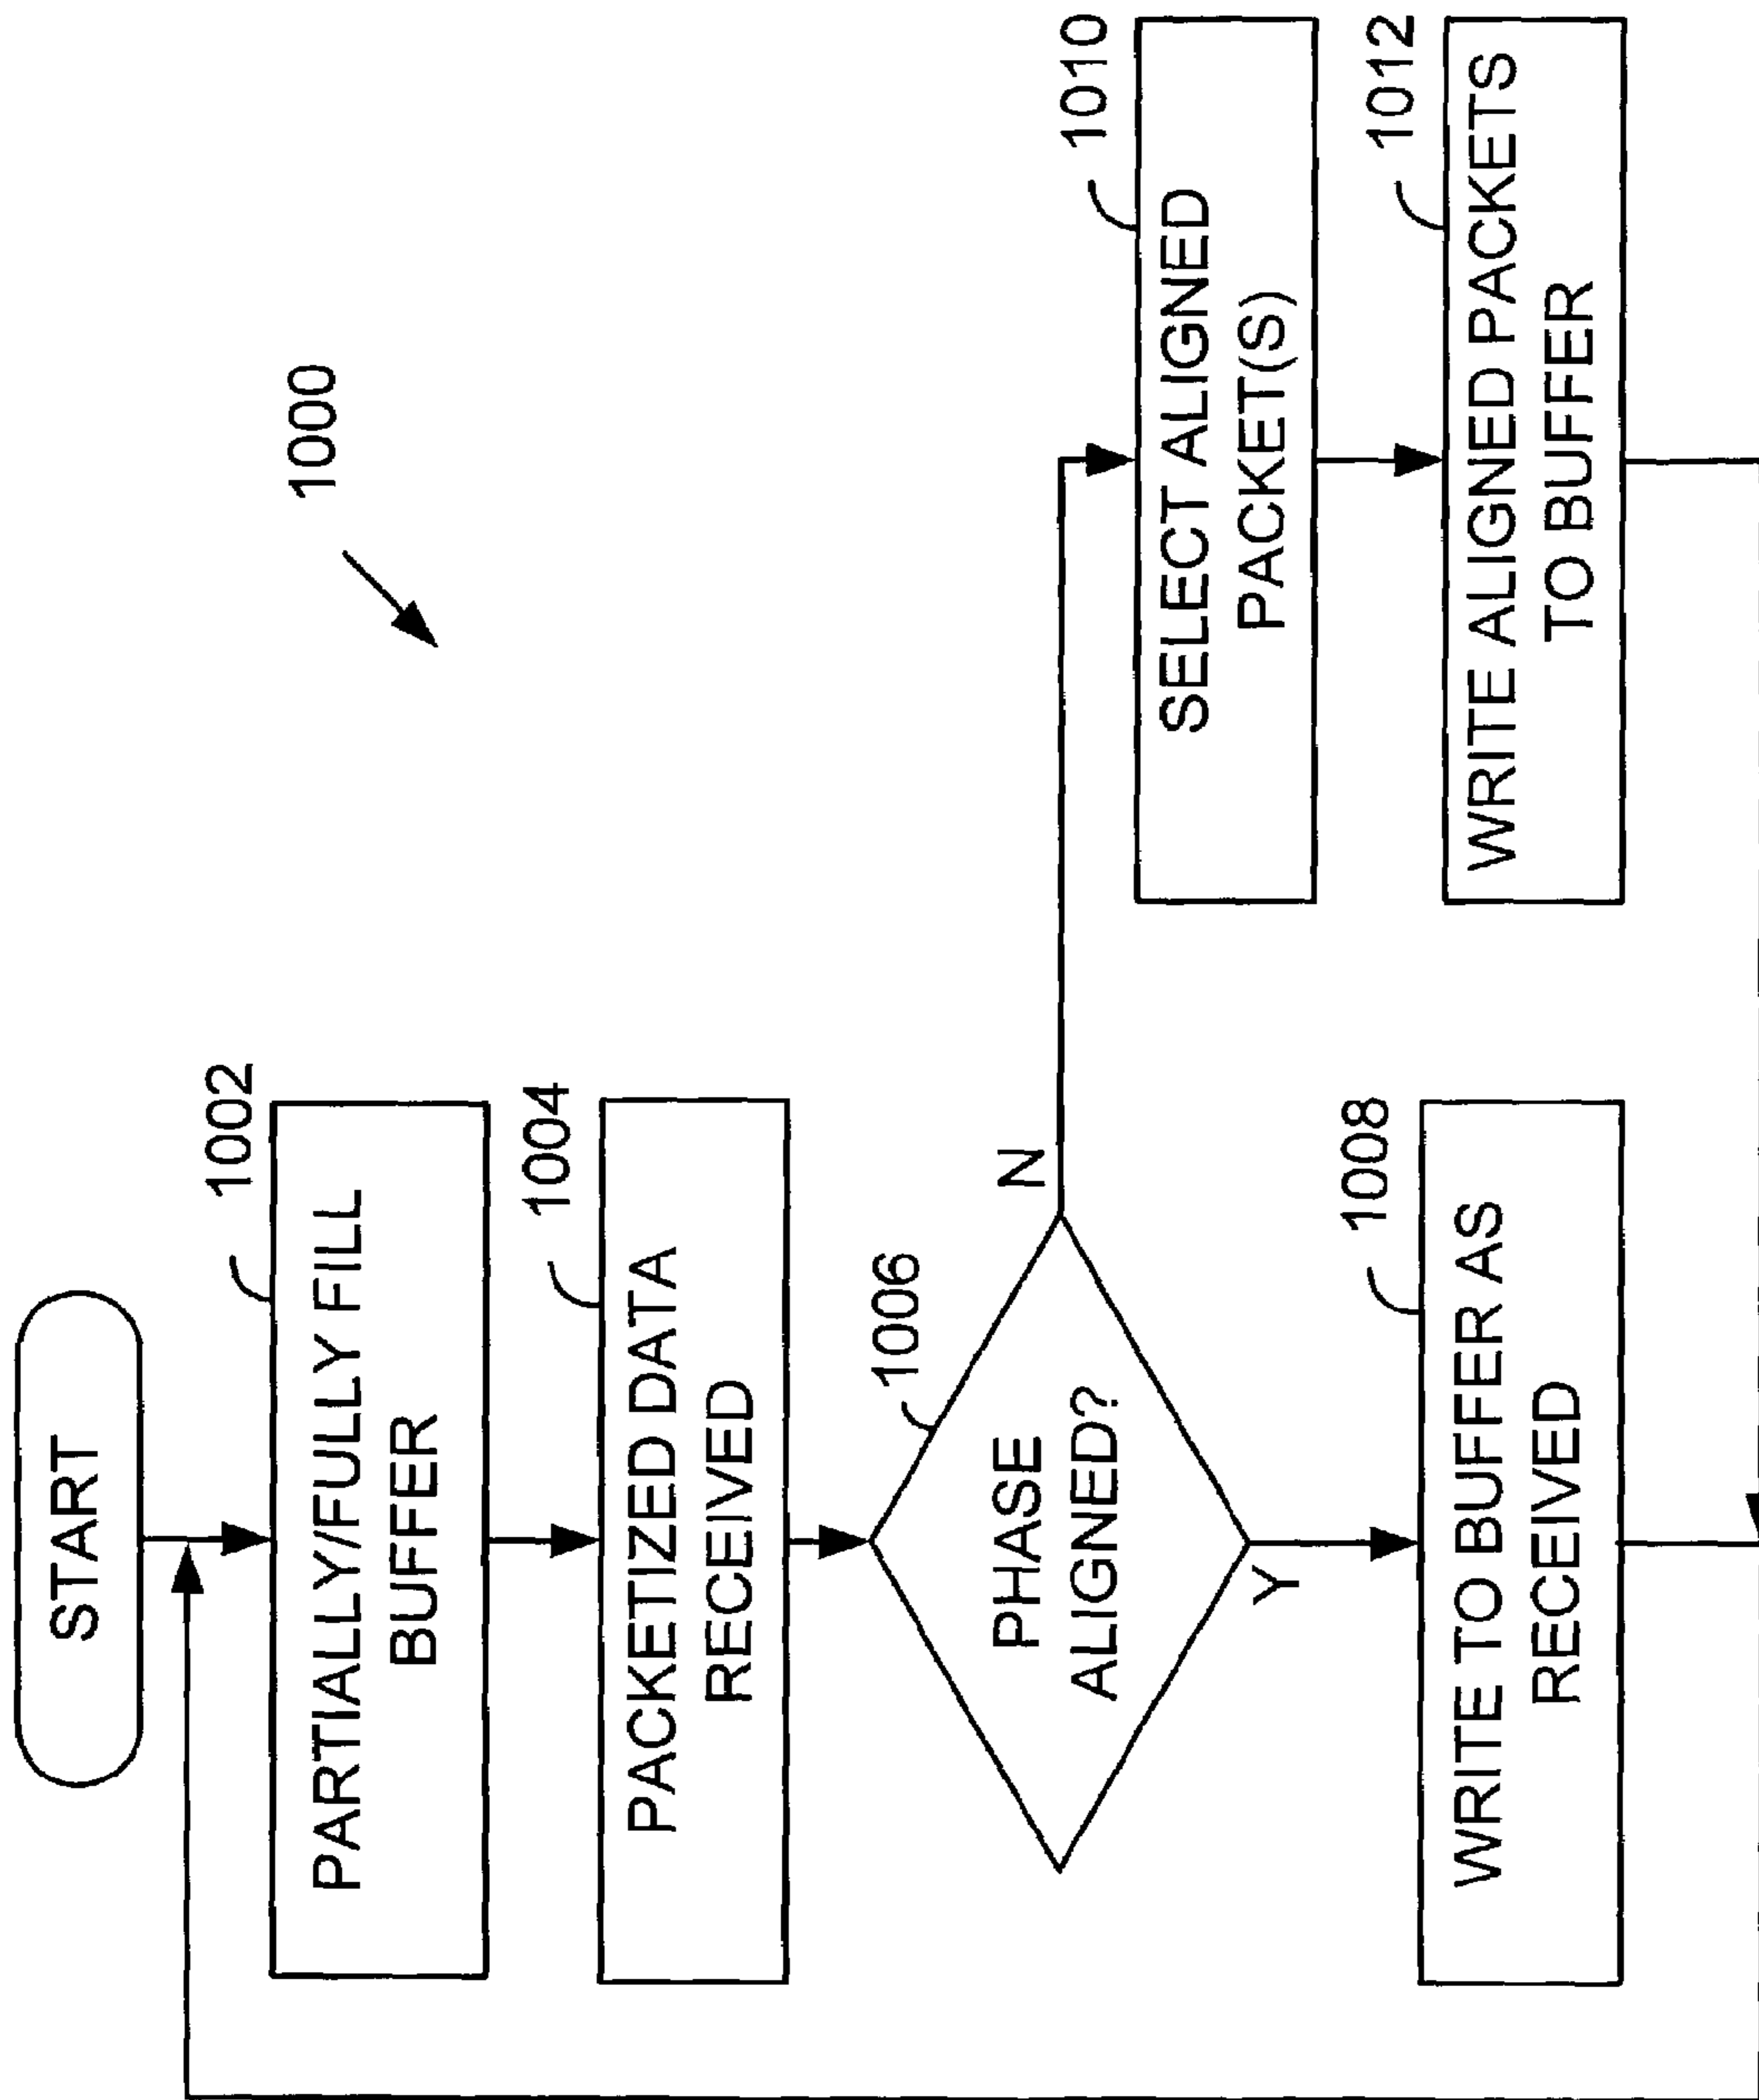 START
1000
1002
PARTIALLY/FULLY FILL
BUFFER
1004
PACKETIZED DATA
RECEIVED
1006
PHASE
ALIGNED?
N
Y
1008
WRITE TO BUFFER AS
RECEIVED
1010
SELECT ALIGNED
PACKET(S)
1012
WRITE ALIGNED PACKETS
TO BUFFER